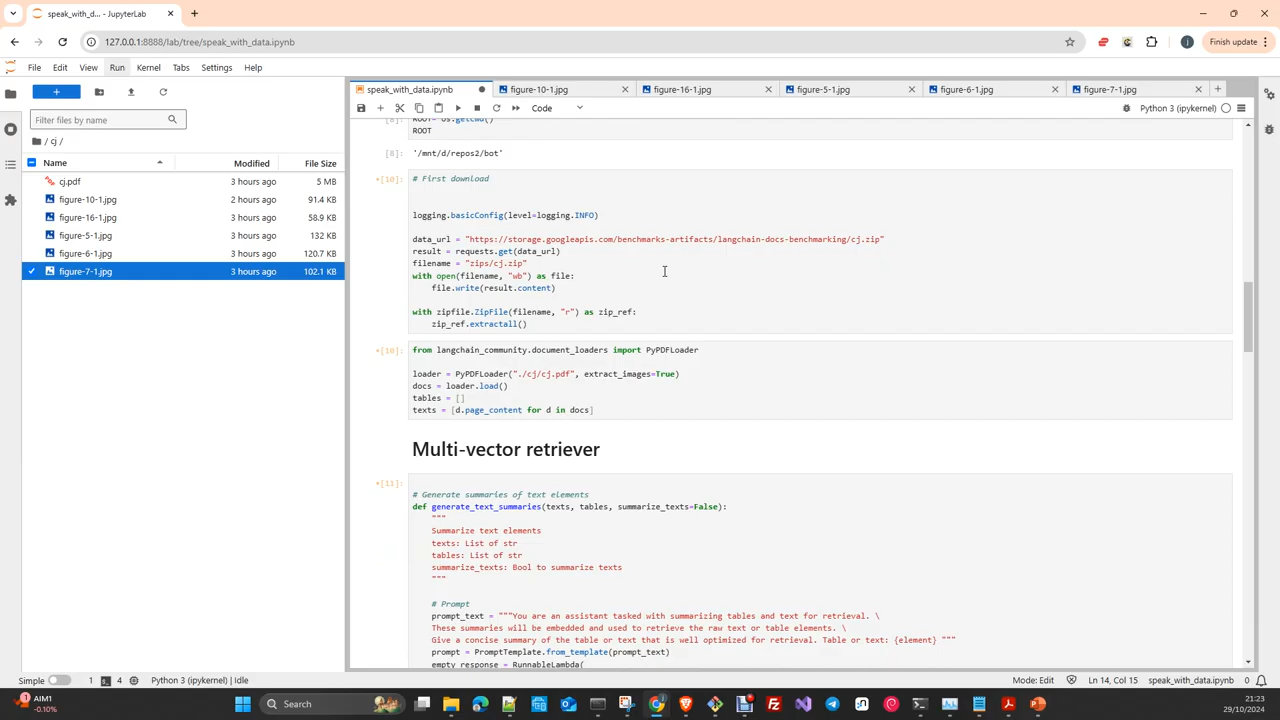 speak_with_d... - JupyterLab
127.0.0.1:8888/lab/tree/speak_with_data.ipynb
Finish update
File Edit View Run Kernel Tabs Settings Help
speak_with_data.ipynb
figure-10-1.jpg
figure-16-1.jpg
figure-5-1.jpg
figure-6-1.jpg
figure-7-1.jpg
Code
Python 3 (ipykernel)
Filter files by name
/ cj /
Name Modified File Size
cj.pdf 3 hours ago 5 MB
figure-10-1.jpg 2 hours ago 91.4 KB
figure-16-1.jpg 3 hours ago 58.9 KB
figure-5-1.jpg 3 hours ago 132 KB
figure-6-1.jpg 3 hours ago 120.7 KB
figure-7-1.jpg 3 hours ago 102.1 KB
[8]: ROOT= os.getcwd()
ROOT
[8]: '/mnt/d/repos2/bot'
*[10]: # First download
logging.basicConfig(level=logging.INFO)
data_url = "https://storage.googleapis.com/benchmarks-artifacts/langchain-docs-benchmarking/cj.zip"
result = requests.get(data_url)
filename = "zips/cj.zip"
with open(filename, "wb") as file:
file.write(result.content)
with zipfile.ZipFile(filename, "r") as zip_ref:
zip_ref.extractall()
*[10]: from langchain_community.document_loaders import PyPDFLoader
loader = PyPDFLoader("./cj/cj.pdf", extract_images=True)
docs = loader.load()
tables = []
texts = [d.page_content for d in docs]
Multi-vector retriever
*[11]:
# Generate summaries of text elements
def generate_text_summaries(texts, tables, summarize_texts=False):
"""
Summarize text elements
texts: List of str
tables: List of str
summarize_texts: Bool to summarize texts
"""
# Prompt
prompt_text = """You are an assistant tasked with summarizing tables and text for retrieval. \
These summaries will be embedded and used to retrieve the raw text or table elements. \
Give a concise summary of the table or text that is well optimized for retrieval. Table or text: {element} """
prompt = PromptTemplate.from_template(prompt_text)
empty_response = RunnableLambda(
Simple 1 4 Python 3 (ipykernel) | Idle
Mode: Edit Ln 14, Col 15 speak_with_data.ipynb 0
1
AIM1
-0.10%
Search
21:23
29/10/2024